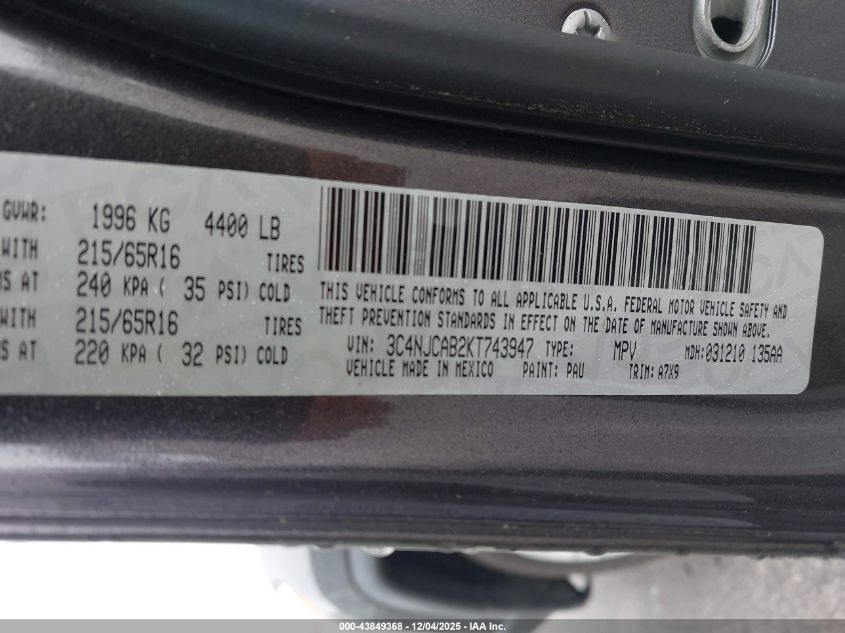 GVWR: 1996 KG 4400 LB
WITH 215/65R16 TIRES
AT 240 KPA ( 35 PSI) COLD
WITH 215/65R16 TIRES
AT 220 KPA ( 32 PSI) COLD
THIS VEHICLE CONFORMS TO ALL APPLICABLE U.S.A. FEDERAL MOTOR VEHICLE SAFETY AND
THEFT PREVENTION STANDARDS IN EFFECT ON THE DATE OF MANUFACTURE SHOWN ABOVE.
VIN: 3C4NJCAB2KT743947 TYPE: MPV MDH:031210 135AA
VEHICLE MADE IN MEXICO PAINT: PAU TRIM: A7X9
000-43849368 - 12/04/2025 - IAA Inc.